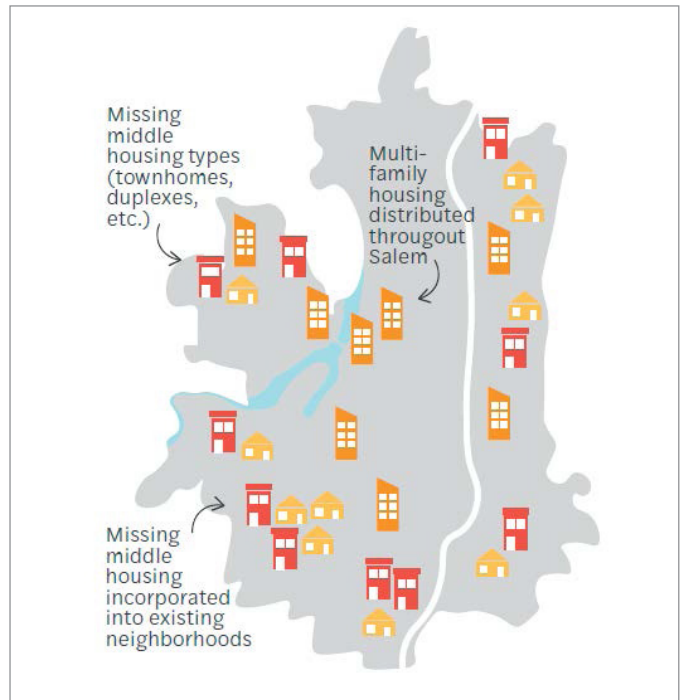 Missing
middle
housing types
(townhomes,
duplexes,
etc.)
Multi-
family
housing
distributed
througout
Salem
Missing
middle
housing
incorporated
into existing
neighborhoods